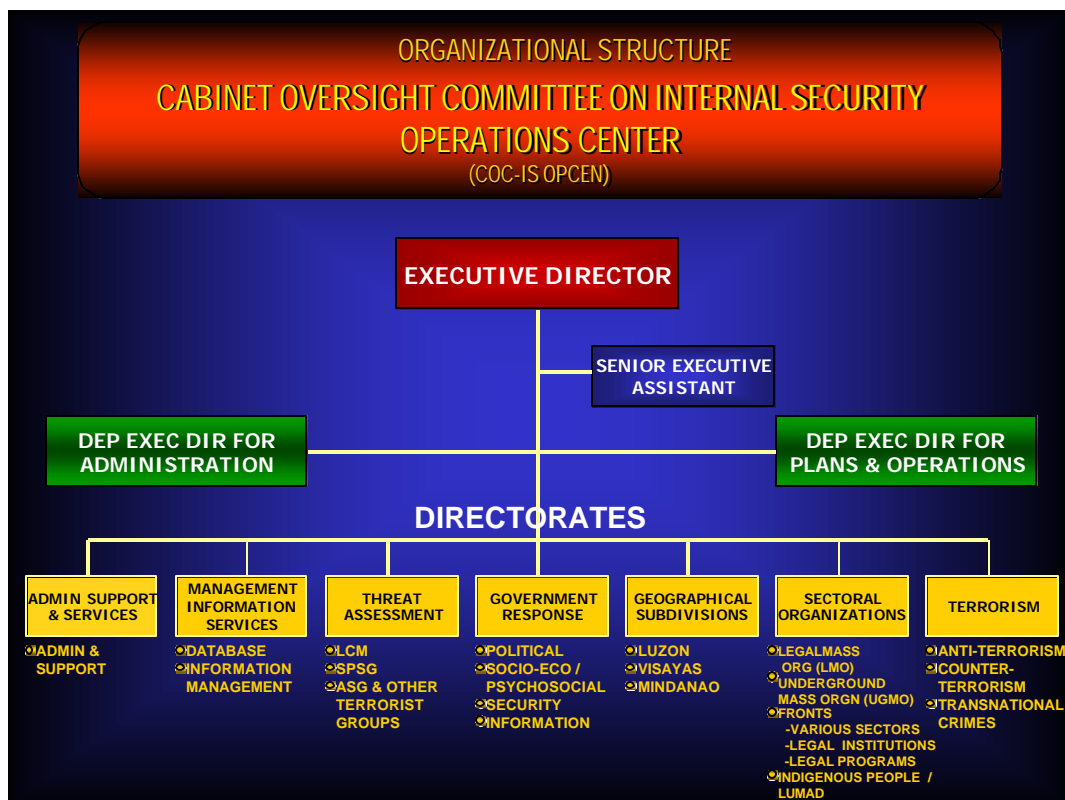 ORGANIZATIONAL STRUCTURE
CABINET OVERSIGHT COMMITTEE ON INTERNAL SECURITY
OPERATIONS CENTER
(COC-IS OPCEN)
EXECUTIVE DIRECTOR
SENIOR EXECUTIVE
ASSISTANT
DEP EXEC DIR FOR
ADMINISTRATION
DEP EXEC DIR FOR
PLANS & OPERATIONS
DIRECTORATES
ADMIN SUPPORT
& SERVICES
ADMIN &
SUPPORT
MANAGEMENT
INFORMATION
SERVICES
DATABASE
INFORMATION
MANAGEMENT
THREAT
ASSESSMENT
LCM
SPSG
ASG & OTHER
TERRORIST
GROUPS
GOVERNMENT
RESPONSE
POLITICAL
SOCIO-ECO /
PSYCHOSOCIAL
SECURITY
INFORMATION
GEOGRAPHICAL
SUBDIVISIONS
LUZON
VISAYAS
MINDANAO
SECTORAL
ORGANIZATIONS
LEGALMASS
ORG (LMO)
UNDERGROUND
MASS ORGN (UGMO)
FRONTS
-VARIOUS SECTORS
-LEGAL INSTITUTIONS
-LEGAL PROGRAMS
INDIGENOUS PEOPLE /
LUMAD
TERRORISM
ANTI-TERRORISM
COUNTER-
TERRORISM
TRANSNATIONAL
CRIMES